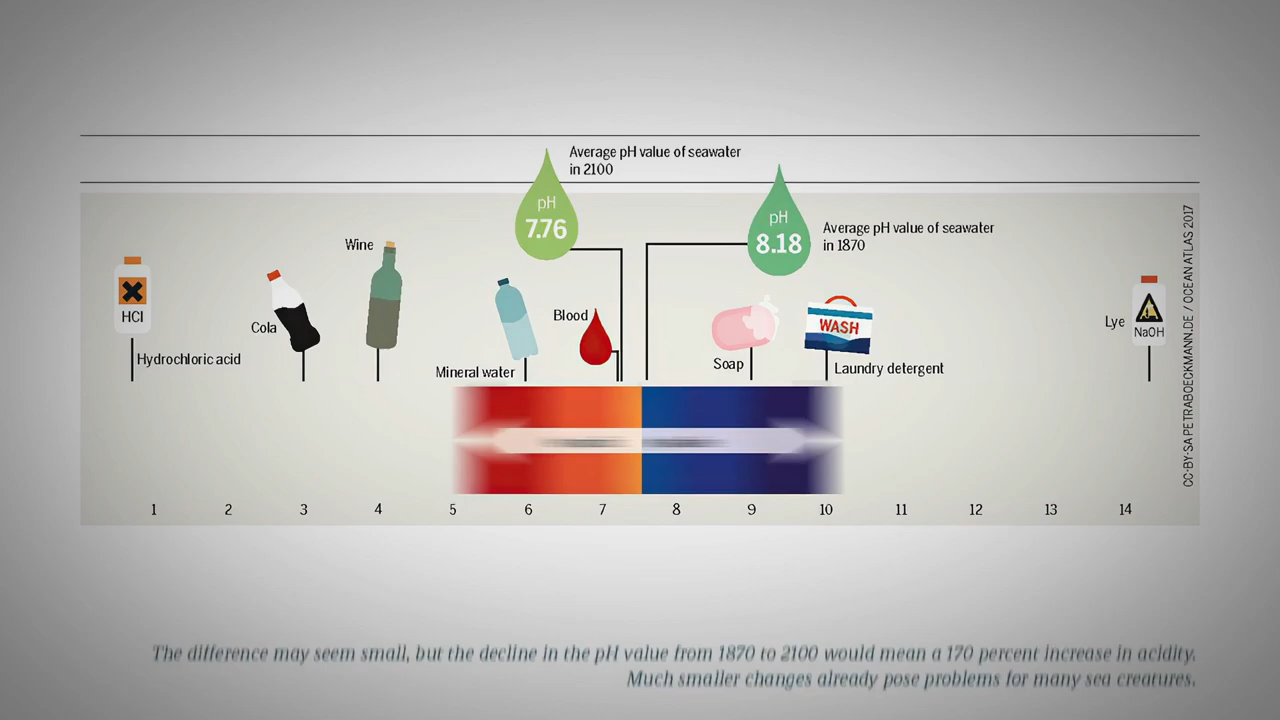 Average pH value of seawater
in 2100
pH
7.76
pH
8.18
Average pH value of seawater
in 1870
HCl
Hydrochloric acid
Cola
Wine
Mineral water
Blood
Soap
WASH
Laundry detergent
Lye
NaOH
1 2 3 4 5 6 7 8 9 10 11 12 13 14
CC-BY-SA PETRABOECKMANN.DE / OCEAN ATLAS 2017
The difference may seem small, but the decline in the pH value from 1870 to 2100 would mean a 170 percent increase in acidity.
Much smaller changes already pose problems for many sea creatures.